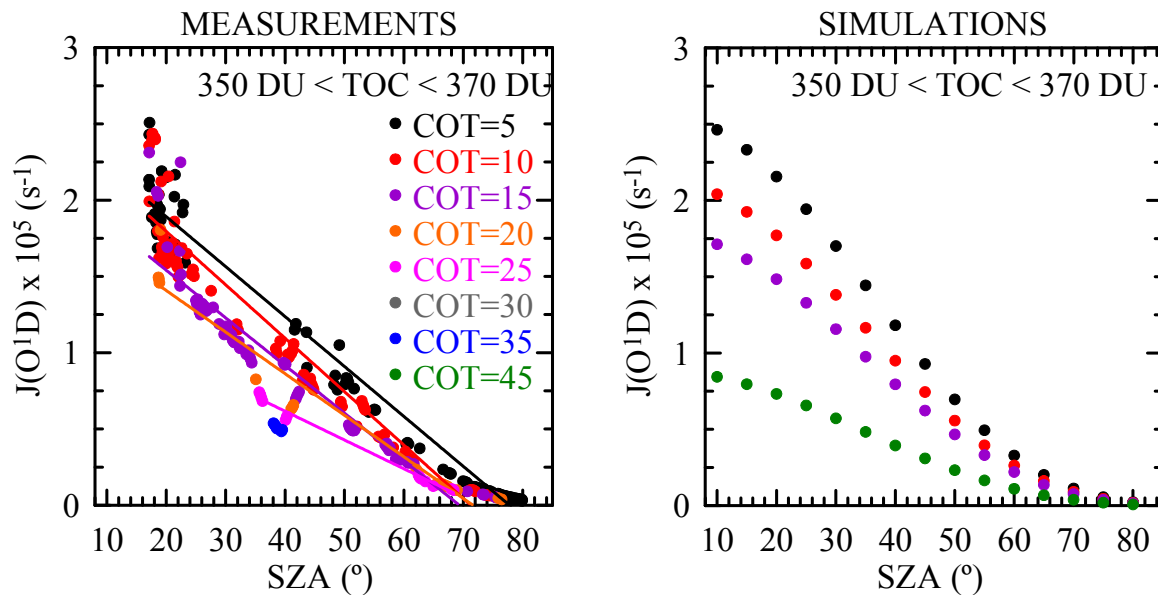 MEASUREMENTS
350 DU < TOC < 370 DU
COT=5
COT=10
COT=15
COT=20
COT=25
COT=30
COT=35
COT=45
J(O¹D) x 10⁵ (s⁻¹)
3
2
1
0
10 20 30 40 50 60 70 80
SZA (º)
SIMULATIONS
350 DU < TOC < 370 DU
J(O¹D) x 10⁵ (s⁻¹)
3
2
1
0
10 20 30 40 50 60 70 80
SZA (º)